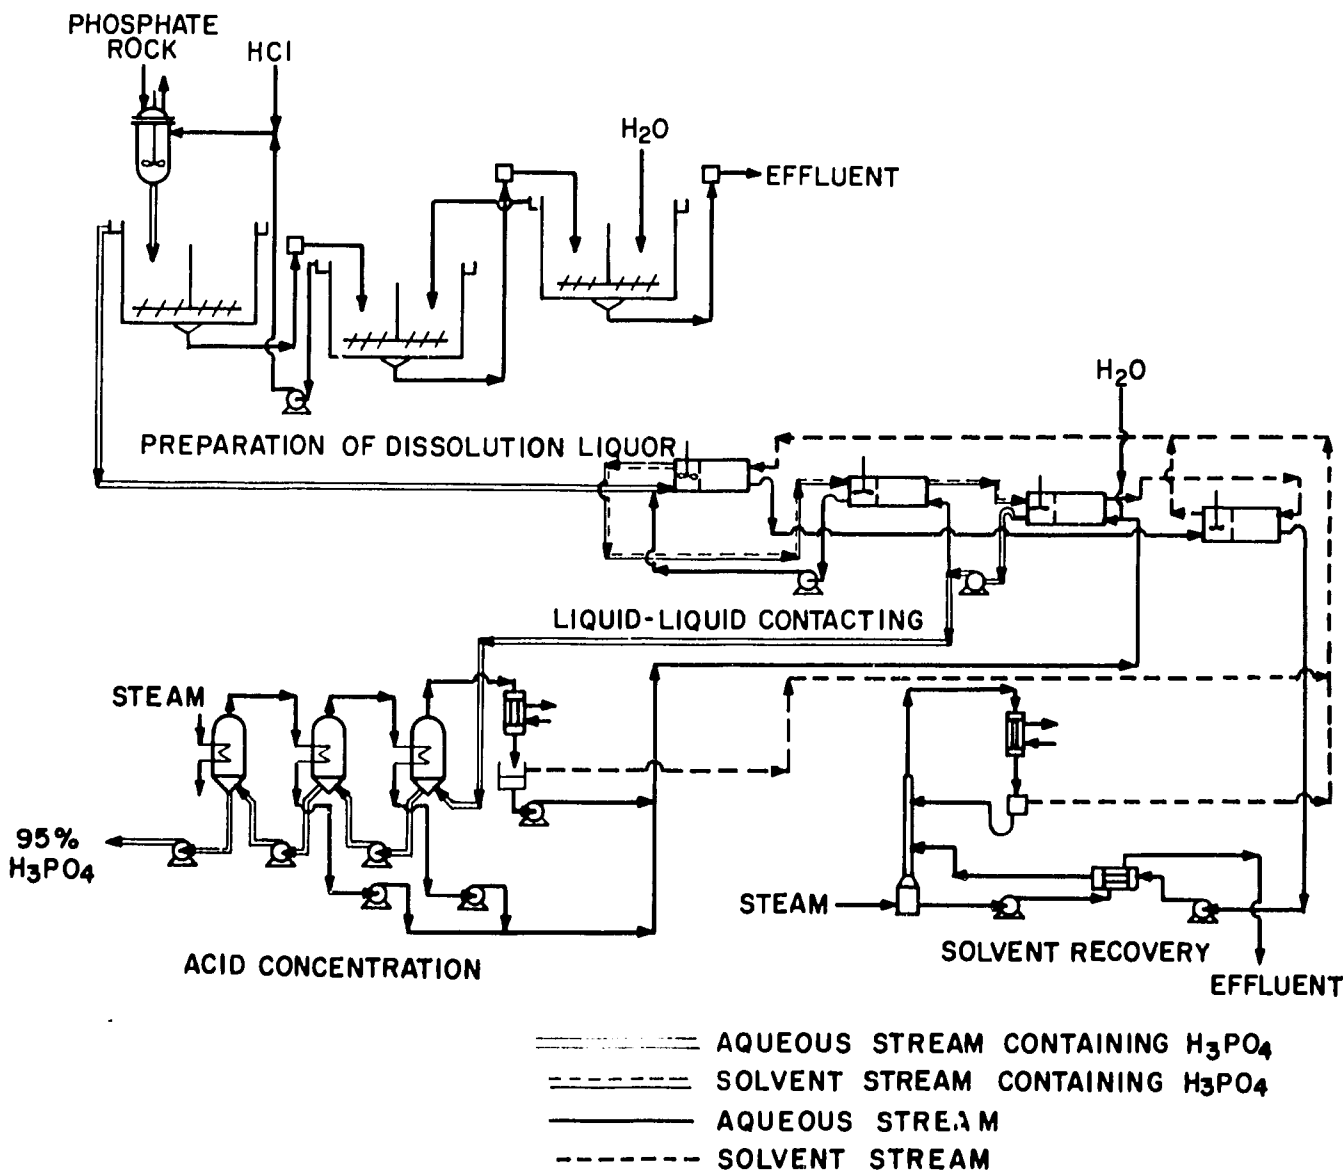 PHOSPHATE
ROCK
HCl
H2O
EFFLUENT
H2O
PREPARATION OF DISSOLUTION LIQUOR
LIQUID-LIQUID CONTACTING
STEAM
95%
H3PO4
STEAM
ACID CONCENTRATION
SOLVENT RECOVERY
EFFLUENT
AQUEOUS STREAM CONTAINING H3PO4
SOLVENT STREAM CONTAINING H3PO4
AQUEOUS STREAM
SOLVENT STREAM